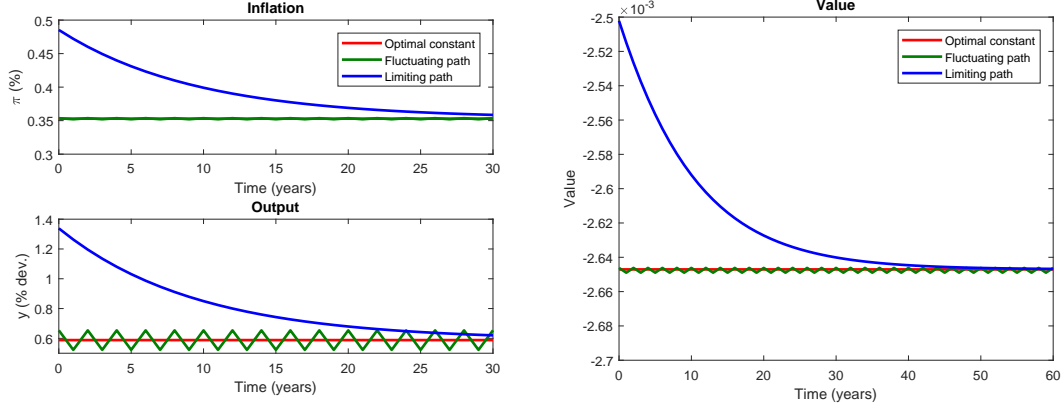 Inflation
0.5
0.45
0.4
0.35
0.3
π (%)
Optimal constant
Fluctuating path
Limiting path
0 5 10 15 20 25 30
Time (years)
Output
1.4
1.2
1
0.8
0.6
y (% dev.)
0 5 10 15 20 25 30
Time (years)
Value
×10⁻³
-2.5
-2.52
-2.54
-2.56
-2.58
-2.6
-2.62
-2.64
-2.66
-2.68
-2.7
Value
Optimal constant
Fluctuating path
Limiting path
0 10 20 30 40 50 60
Time (years)